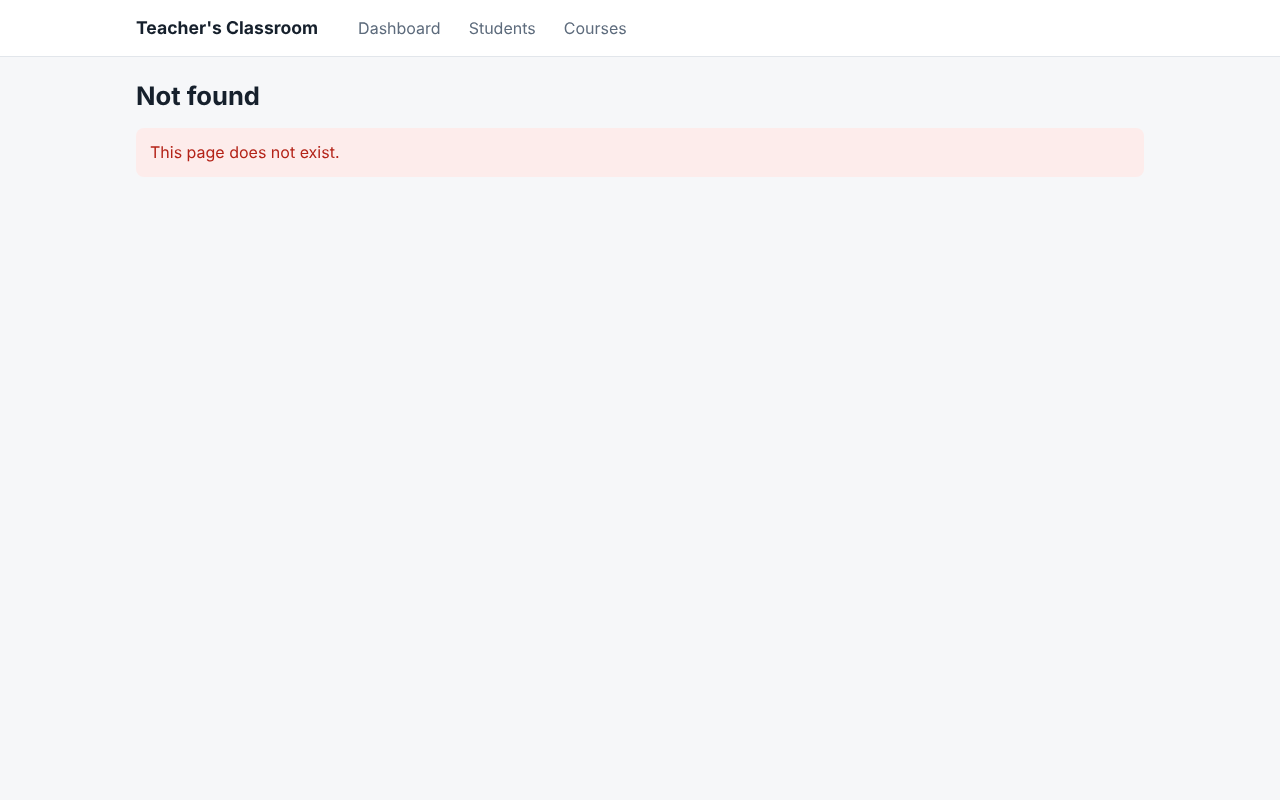 Teacher's Classroom Dashboard Students Courses
Not found
This page does not exist.